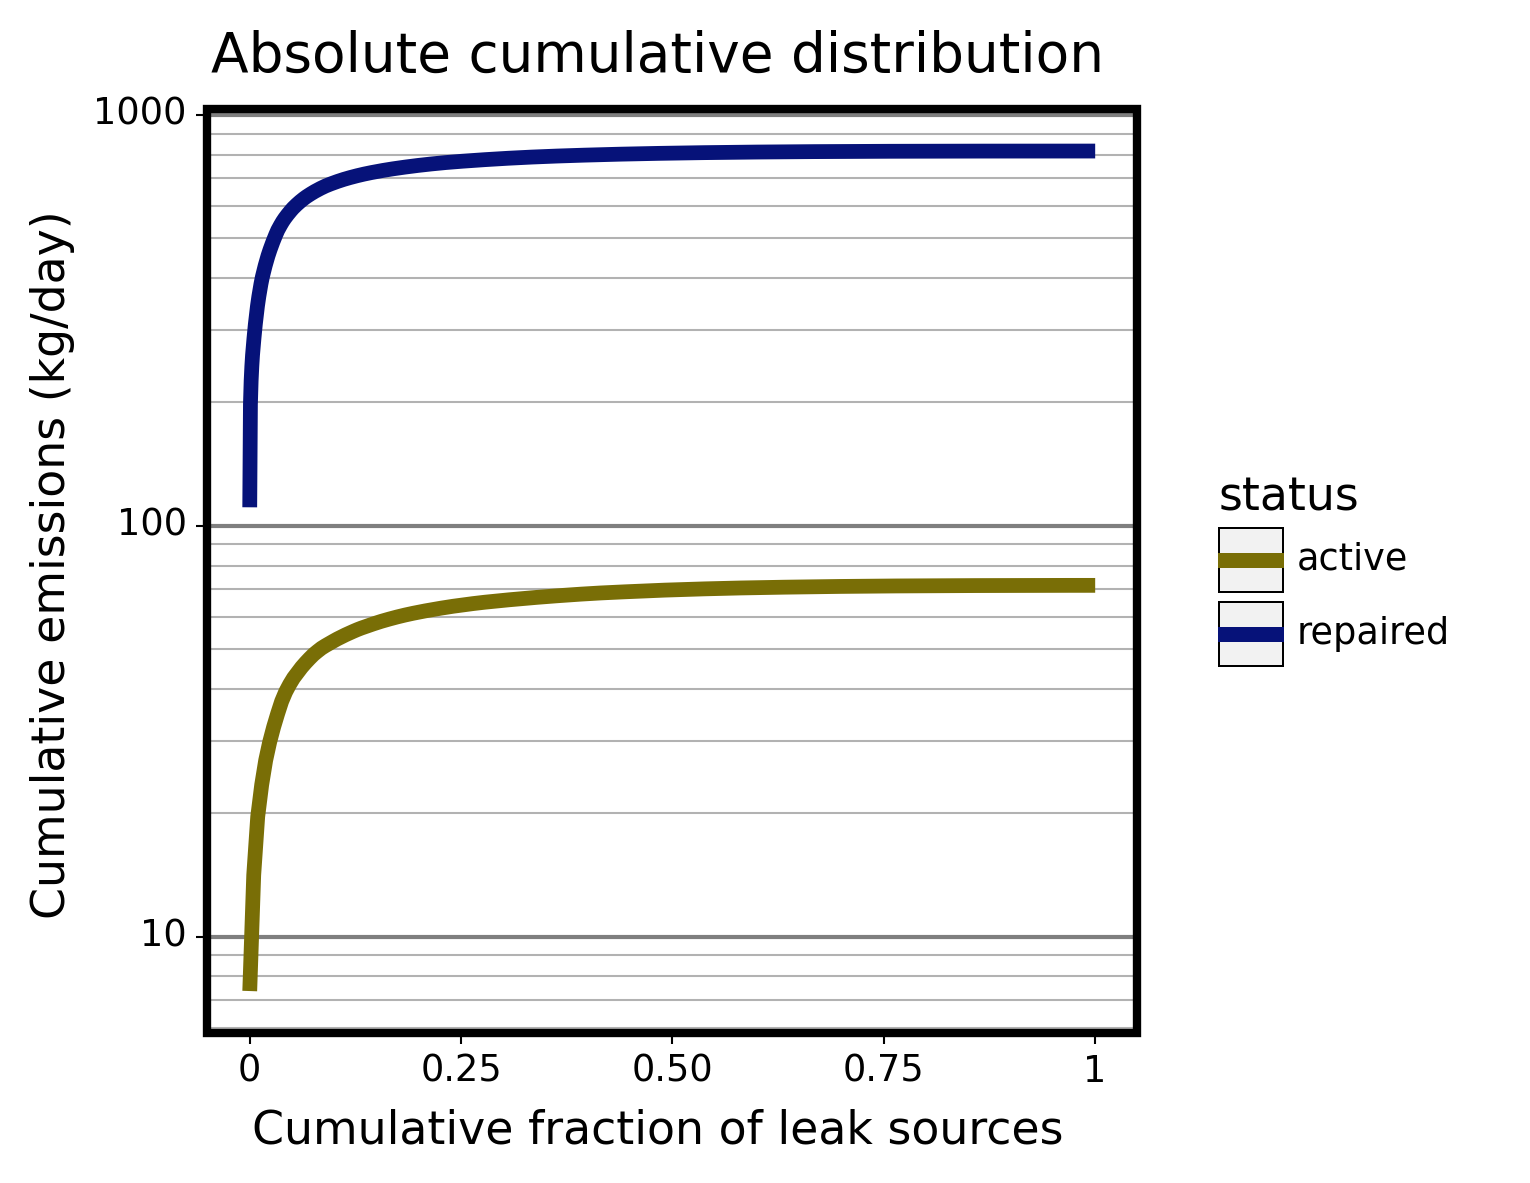 Absolute cumulative distribution
Cumulative emissions (kg/day)
1000
100
10
0 0.25 0.50 0.75 1
Cumulative fraction of leak sources
status
active
repaired